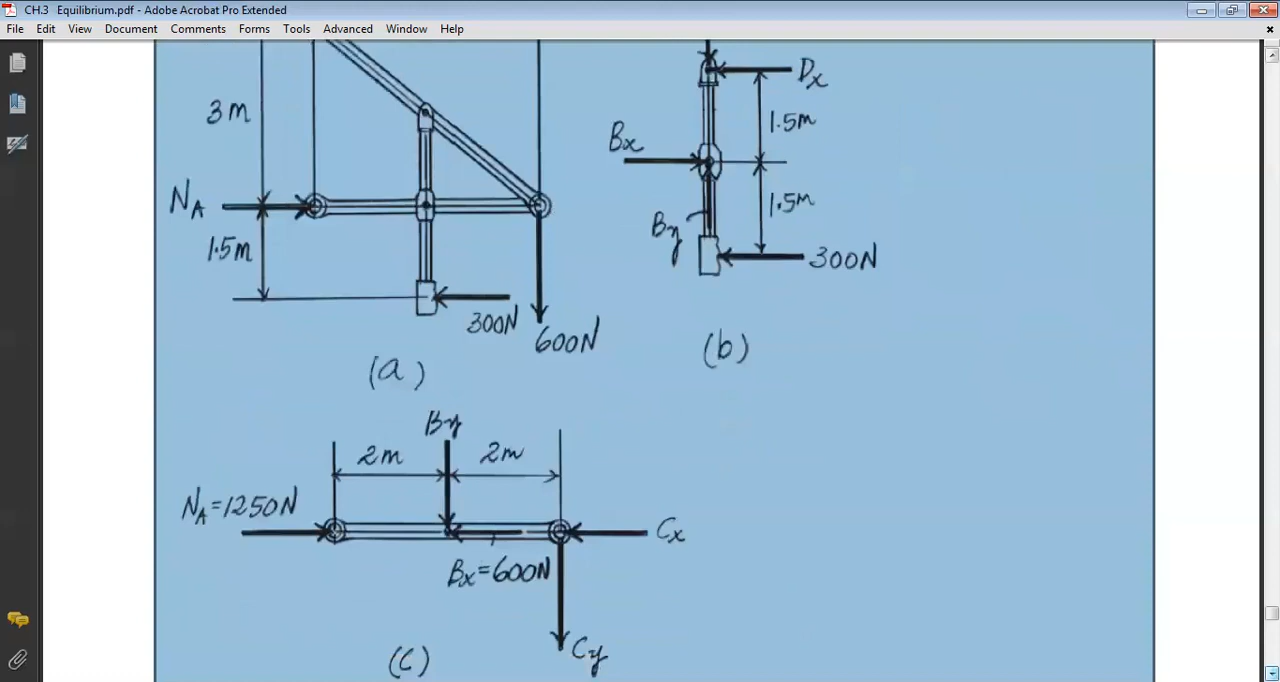 CH.3 Equilibrium.pdf - Adobe Acrobat Pro Extended
File Edit View Document Comments Forms Tools Advanced Window Help
3m
NA
1.5m
300N
600N
(a)
Dx
1.5m
Bx
1.5m
By
300N
(b)
By
2m 2m
NA=1250N
Cx
Bx=600N
Cy
(C)